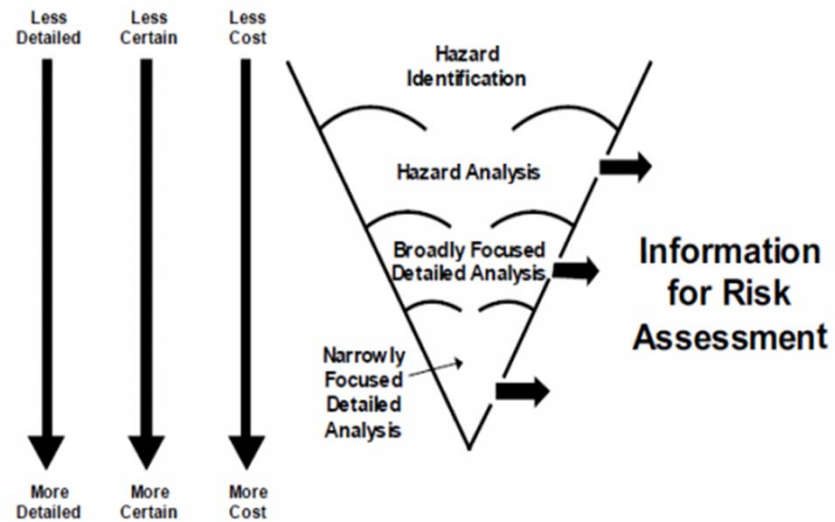 Less
Detailed
Less
Certain
Less
Cost
Hazard
Identification
Hazard Analysis
Broadly Focused
Detailed Analysis
Information
for Risk
Assessment
Narrowly
Focused
Detailed
Analysis
More
Detailed
More
Certain
More
Cost